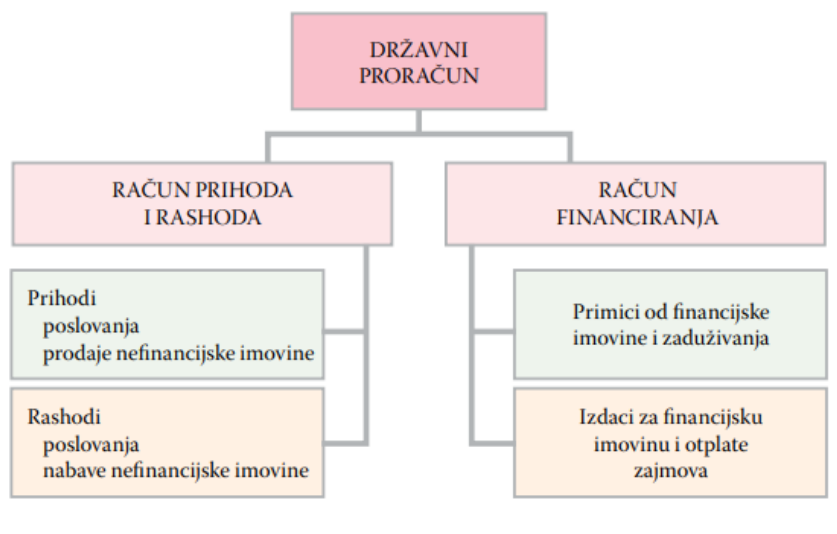 DRŽAVNI
PRORAČUN
RAČUN PRIHODA
I RASHODA
RAČUN
FINANCIRANJA
Prihodi
poslovanja
prodaje nefinancijske imovine
Primici od financijske
imovine i zaduživanja
Rashodi
poslovanja
nabave nefinancijske imovine
Izdaci za financijsku
imovinu i otplate
zajmova